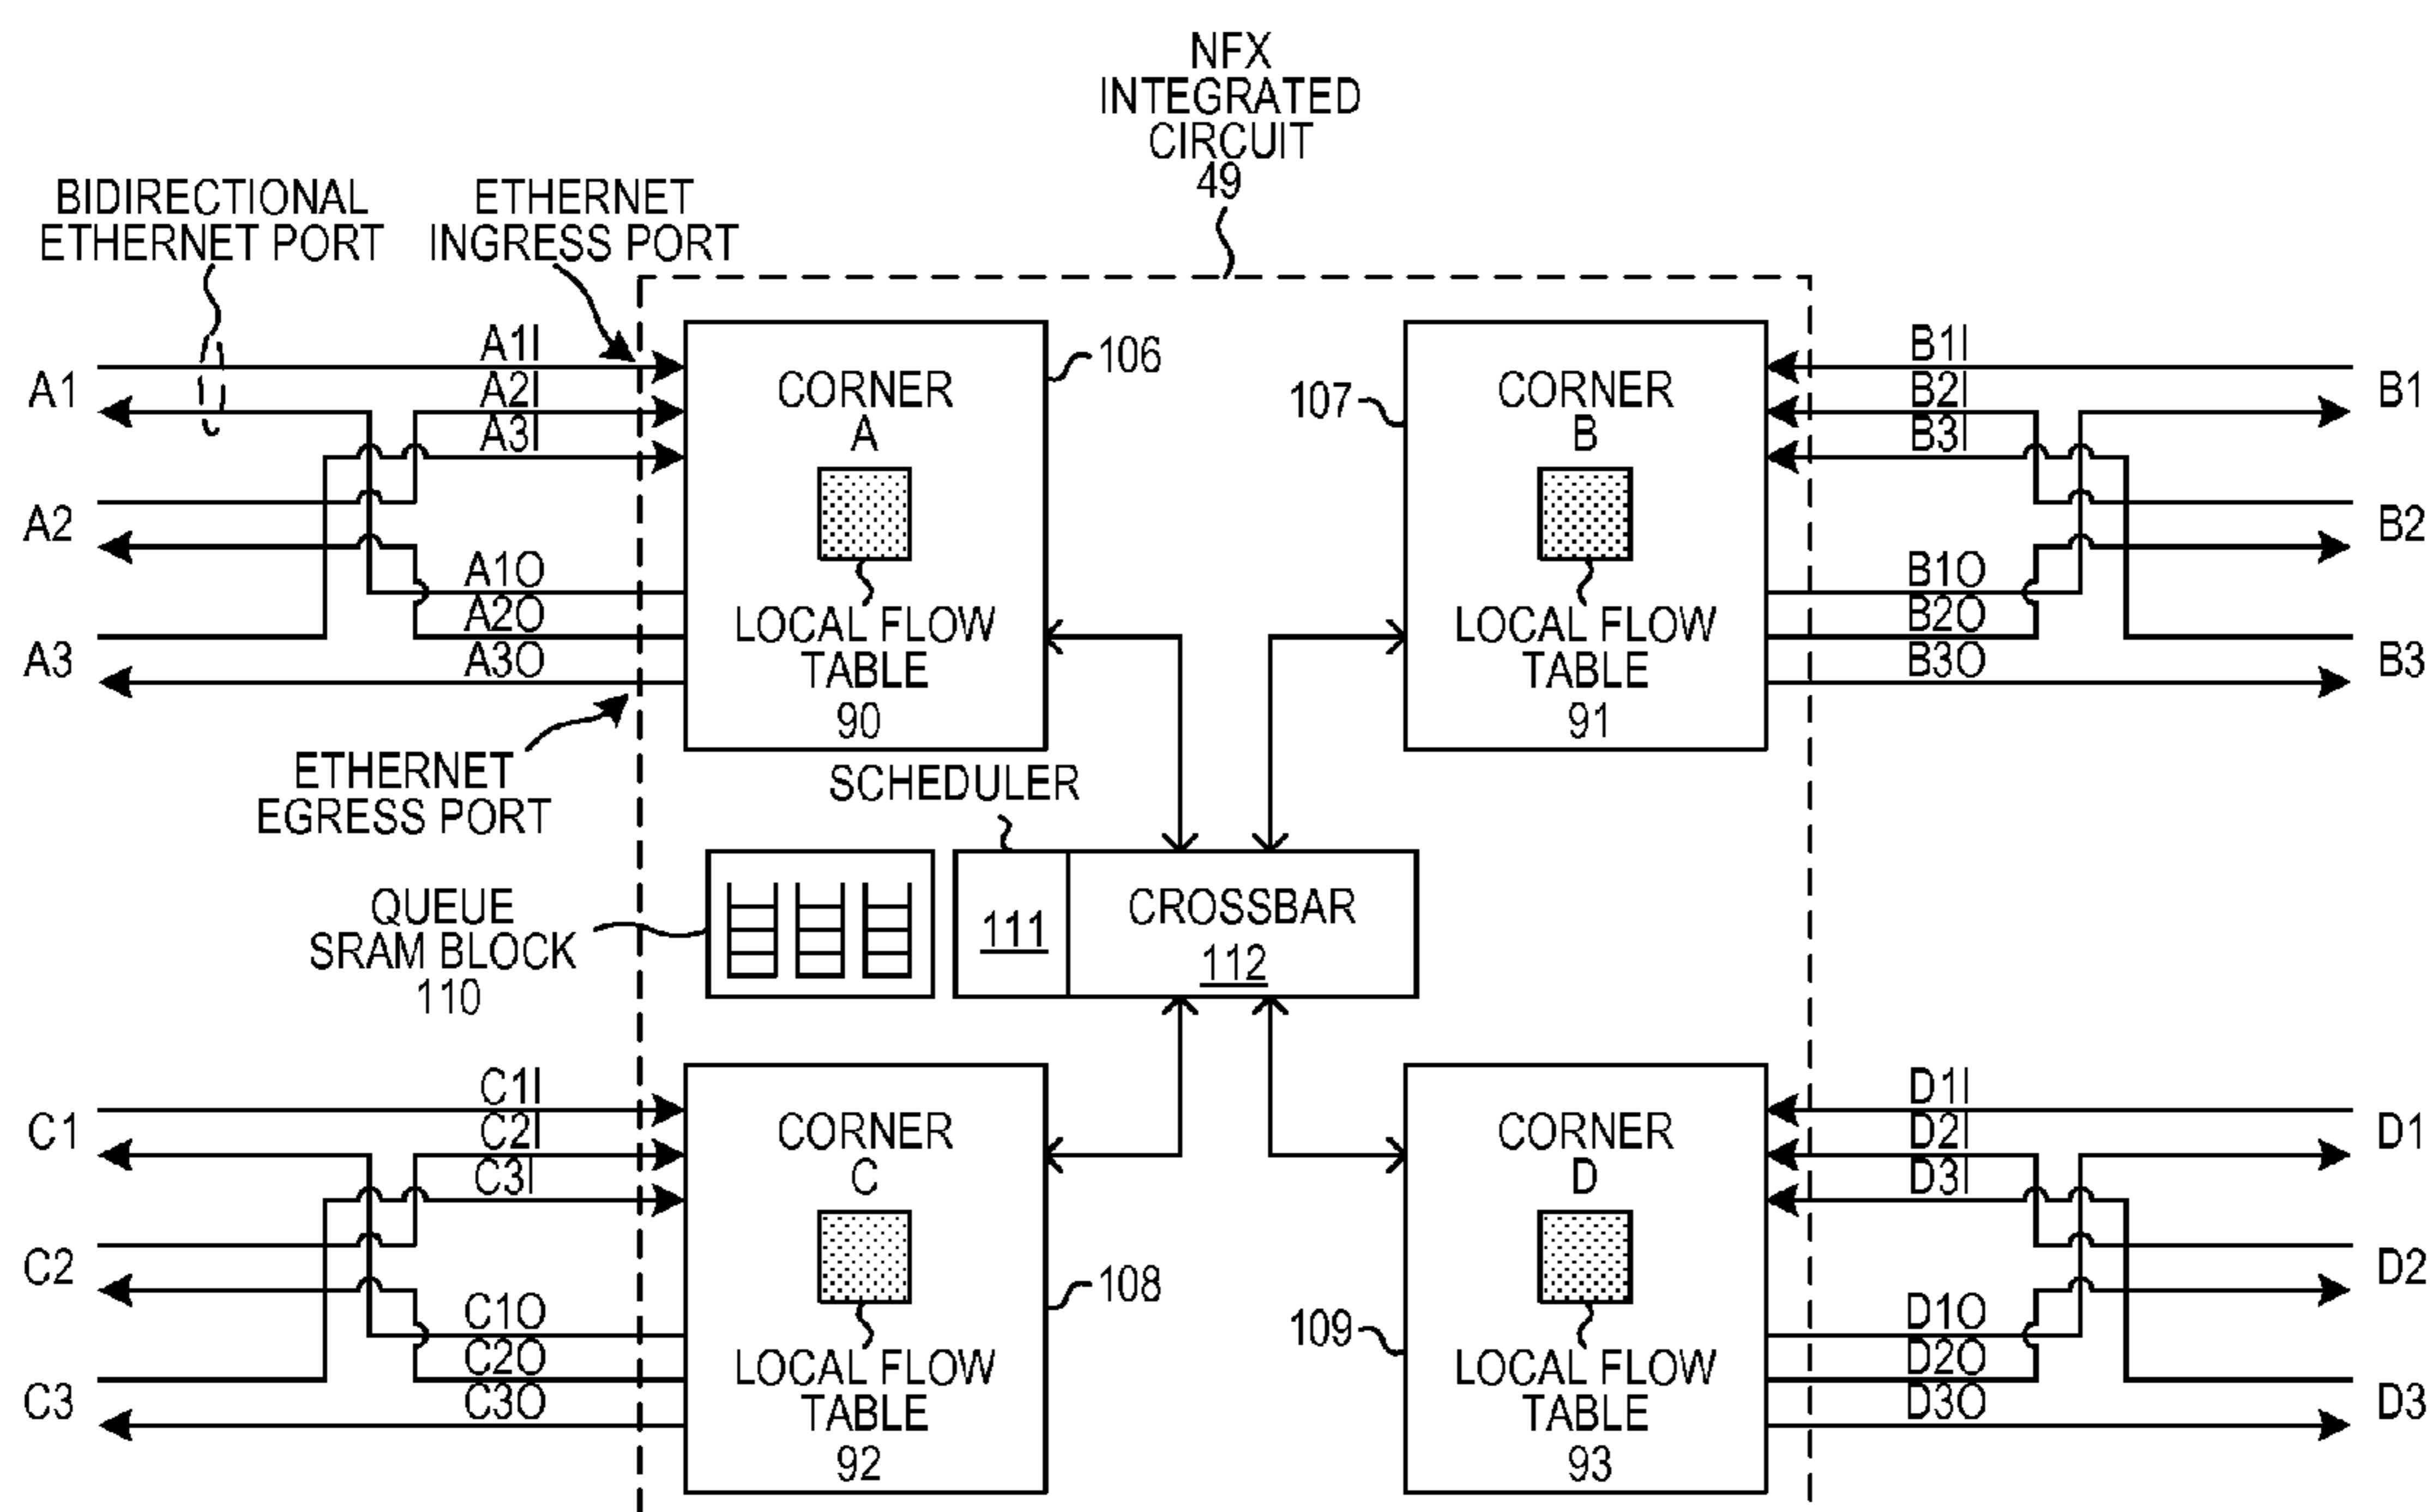 NFX
INTEGRATED
CIRCUIT
49
BIDIRECTIONAL
ETHERNET PORT
ETHERNET
INGRESS PORT
A1I
A2I
A3I
A1
A2
A3
A1O
A2O
A3O
CORNER
A
106
LOCAL FLOW
TABLE
90
107
CORNER
B
LOCAL FLOW
TABLE
91
B1I
B2I
B3I
B1
B2
B3
B1O
B2O
B3O
ETHERNET
EGRESS PORT
SCHEDULER
QUEUE
SRAM BLOCK
110
111
CROSSBAR
112
C1I
C2I
C3I
C1
C2
C3
C1O
C2O
C3O
CORNER
C
108
LOCAL FLOW
TABLE
92
109
CORNER
D
LOCAL FLOW
TABLE
93
D1I
D2I
D3I
D1
D2
D3
D1O
D2O
D3O